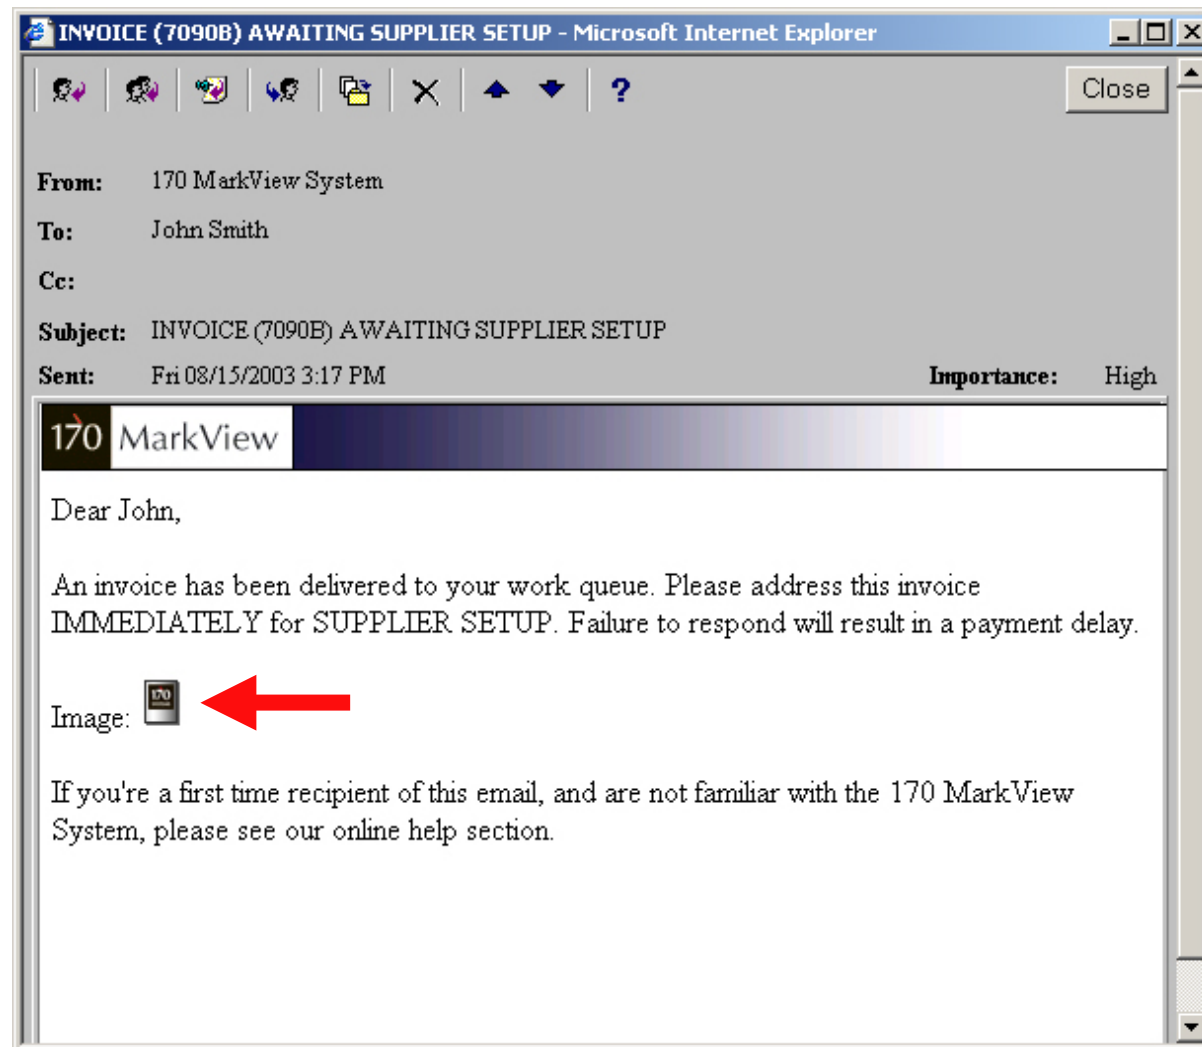 INVOICE (7090B) AWAITING SUPPLIER SETUP - Microsoft Internet Explorer
? Close
From: 170 MarkView System
To: John Smith
Cc:
Subject: INVOICE (7090B) AWAITING SUPPLIER SETUP
Sent: Fri 08/15/2003 3:17 PM Importance: High
170 MarkView
Dear John,
An invoice has been delivered to your work queue. Please address this invoice
IMMEDIATELY for SUPPLIER SETUP. Failure to respond will result in a payment delay.
Image: 170
If you're a first time recipient of this email, and are not familiar with the 170 MarkView
System, please see our online help section.